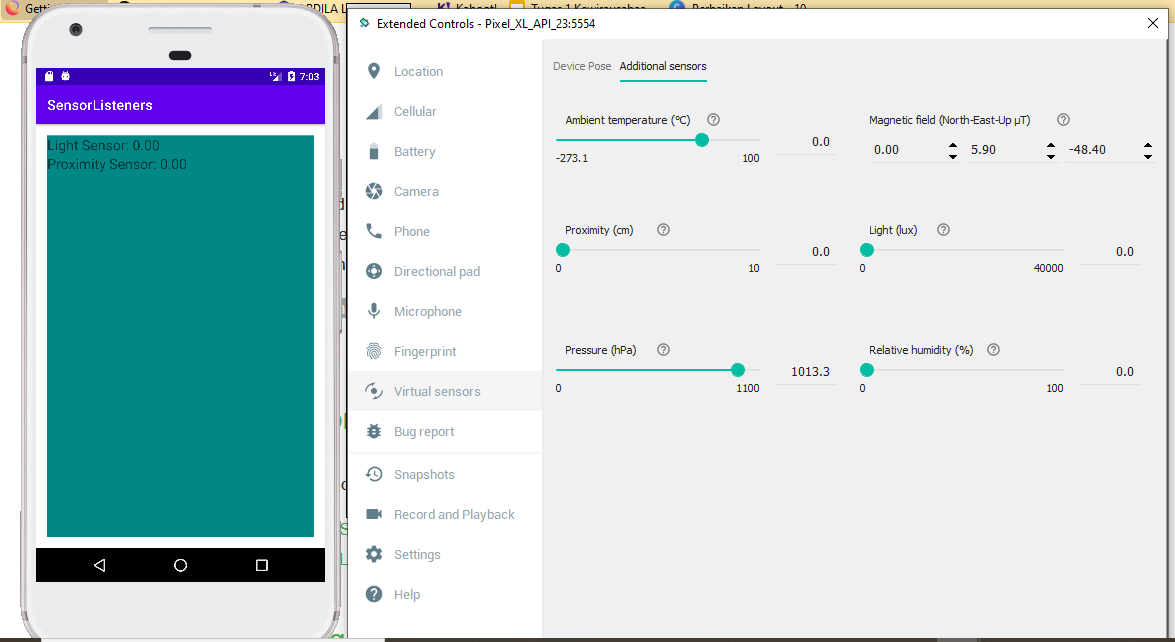 Extended Controls - Pixel_XL_API_23:5554
7:03
SensorListeners
Light Sensor: 0.00
Proximity Sensor: 0.00
Location
Cellular
Battery
Camera
Phone
Directional pad
Microphone
Fingerprint
Virtual sensors
Bug report
Snapshots
Record and Playback
Settings
Help
Device Pose Additional sensors
Ambient temperature (°C)
0.0
-273.1 100
Magnetic field (North-East-Up µT)
0.00 5.90 -48.40
Proximity (cm)
0.0
0 10
Light (lux)
0.0
0 40000
Pressure (hPa)
1013.3
0 1100
Relative humidity (%)
0.0
0 100